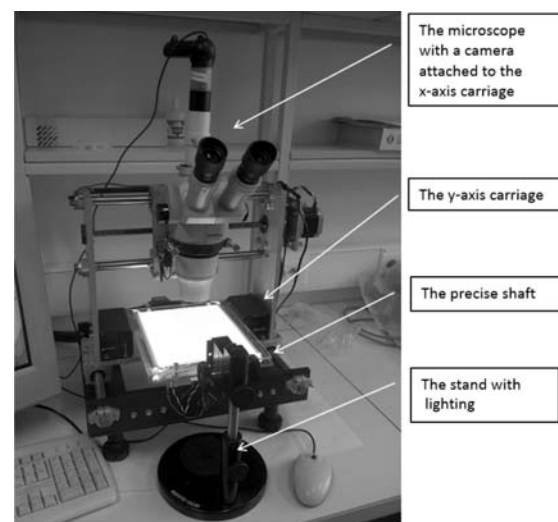 The microscope
with a camera
attached to the
x-axis carriage
The y-axis carriage
The precise shaft
The stand with
lighting